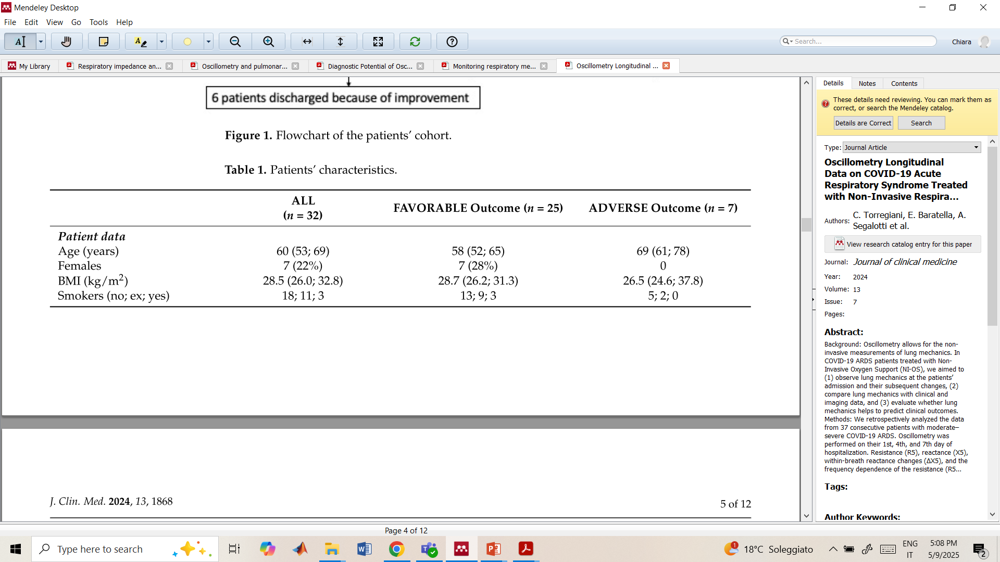 Mendeley Desktop
File Edit View Go Tools Help
Search...
Chiara
My Library
Respiratory impedance an...
Oscillometry and pulmonar...
Diagnostic Potential of Osc...
Monitoring respiratory me...
Oscillometry Longitudinal ...
6 patients discharged because of improvement
Figure 1. Flowchart of the patients’ cohort.
Table 1. Patients’ characteristics.
ALL
(n = 32)
FAVORABLE Outcome (n = 25)
ADVERSE Outcome (n = 7)
Patient data
Age (years) 60 (53; 69) 58 (52; 65) 69 (61; 78)
Females 7 (22%) 7 (28%) 0
BMI (kg/m²) 28.5 (26.0; 32.8) 28.7 (26.2; 31.3) 26.5 (24.6; 37.8)
Smokers (no; ex; yes) 18; 11; 3 13; 9; 3 5; 2; 0
J. Clin. Med. 2024, 13, 1868
5 of 12
Details Notes Contents
These details need reviewing. You can mark them as
correct, or search the Mendeley catalog.
Details are Correct Search
Type: Journal Article
Oscillometry Longitudinal
Data on COVID-19 Acute
Respiratory Syndrome Treated
with Non-Invasive Respira...
Authors: C. Torregiani, E. Baratella, A.
Segalotti et al.
View research catalog entry for this paper
Journal: Journal of clinical medicine
Year: 2024
Volume: 13
Issue: 7
Pages:
Abstract:
Background: Oscillometry allows for the non-
invasive measurements of lung mechanics. In
COVID-19 ARDS patients treated with Non-
Invasive Oxygen Support (NI-OS), we aimed to
(1) observe lung mechanics at the patients’
admission and their subsequent changes, (2)
compare lung mechanics with clinical and
imaging data, and (3) evaluate whether lung
mechanics helps to predict clinical outcomes.
Methods: We retrospectively analyzed the data
from 37 consecutive patients with moderate–
severe COVID-19 ARDS. Oscillometry was
performed on their 1st, 4th, and 7th day of
hospitalization. Resistance (R5), reactance (X5),
within-breath reactance changes (ΔX5), and the
frequency dependence of the resistance (R5...
Tags:
Author Keywords:
Page 4 of 12
Type here to search
1
18°C Soleggiato
ENG
IT
5:08 PM
5/9/2025
2